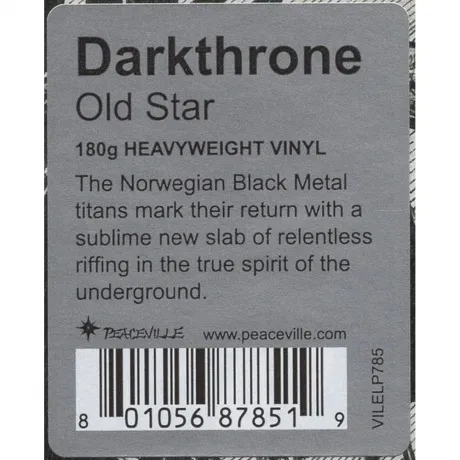 Darkthrone
Old Star
180g HEAVYWEIGHT VINYL
The Norwegian Black Metal
titans mark their return with a
sublime new slab of relentless
riffing in the true spirit of the
underground.
PEACEVILLE www.peaceville.com
8 01056 87851 9
VILELP785